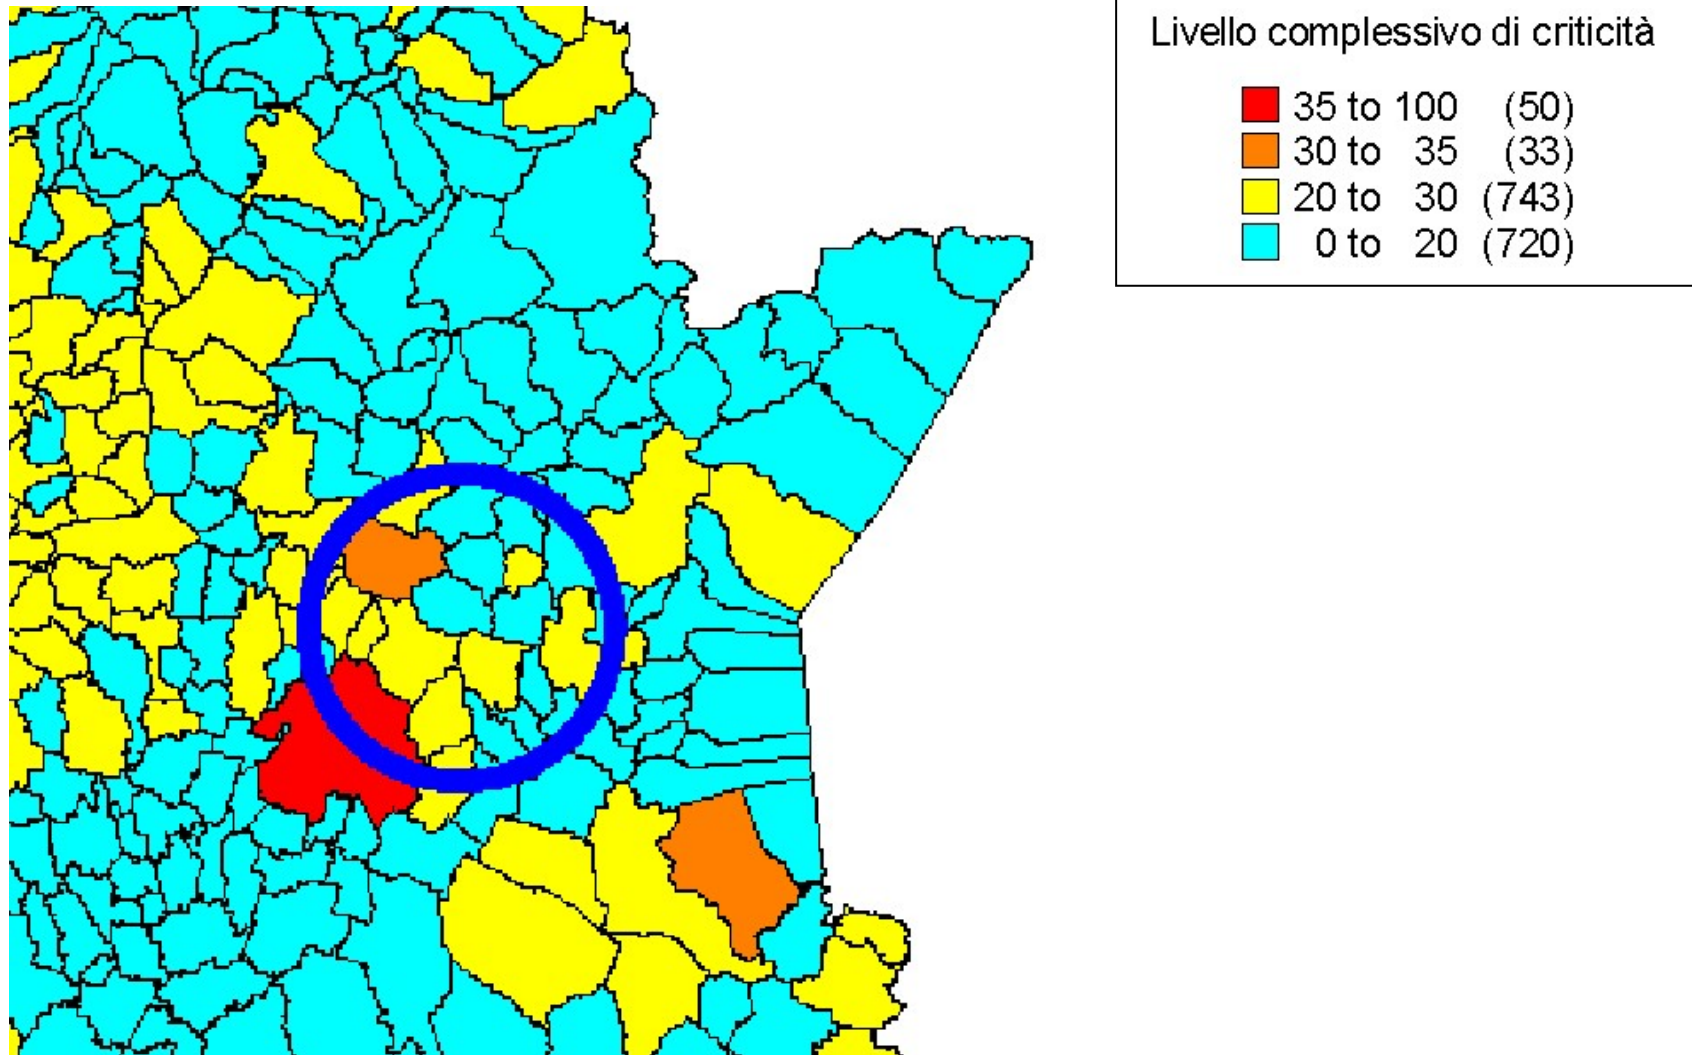 Livello complessivo di criticità
35 to 100 (50)
30 to 35 (33)
20 to 30 (743)
0 to 20 (720)